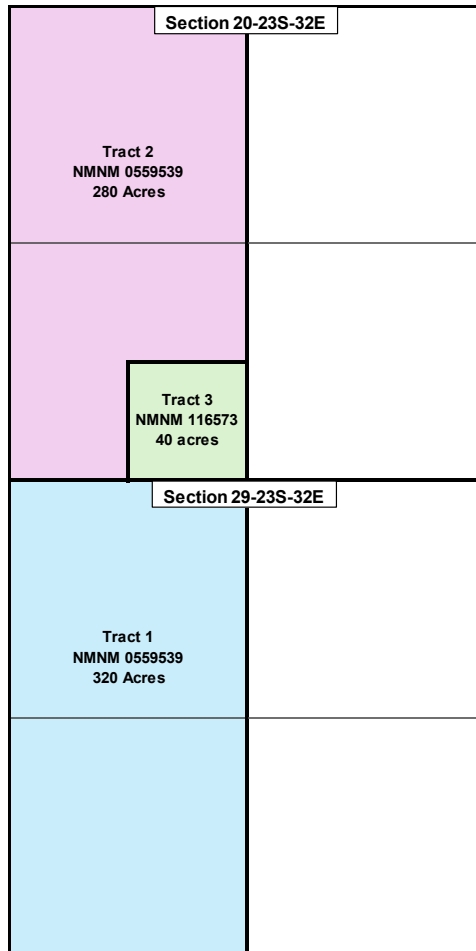 Section 20-23S-32E
Tract 2
NMNM 0559539
280 Acres
Tract 3
NMNM 116573
40 acres
Section 29-23S-32E
Tract 1
NMNM 0559539
320 Acres